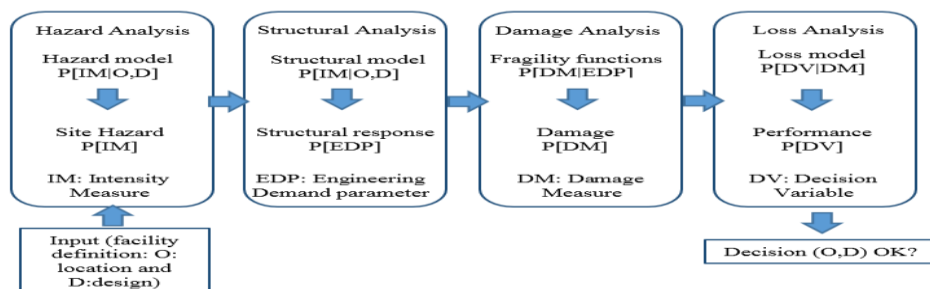 Hazard Analysis
Hazard model
P[IM|O,D]
Site Hazard
P[IM]
IM: Intensity
Measure
Input (facility
definition: O:
location and
D:design)
Structural Analysis
Structural model
P[IM|O,D]
Structural response
P[EDP]
EDP: Engineering
Demand parameter
Damage Analysis
Fragility functions
P[DM|EDP]
Damage
P[DM]
DM: Damage
Measure
Loss Analysis
Loss model
P[DV|DM]
Performance
P[DV]
DV: Decision
Variable
Decision (O,D) OK?